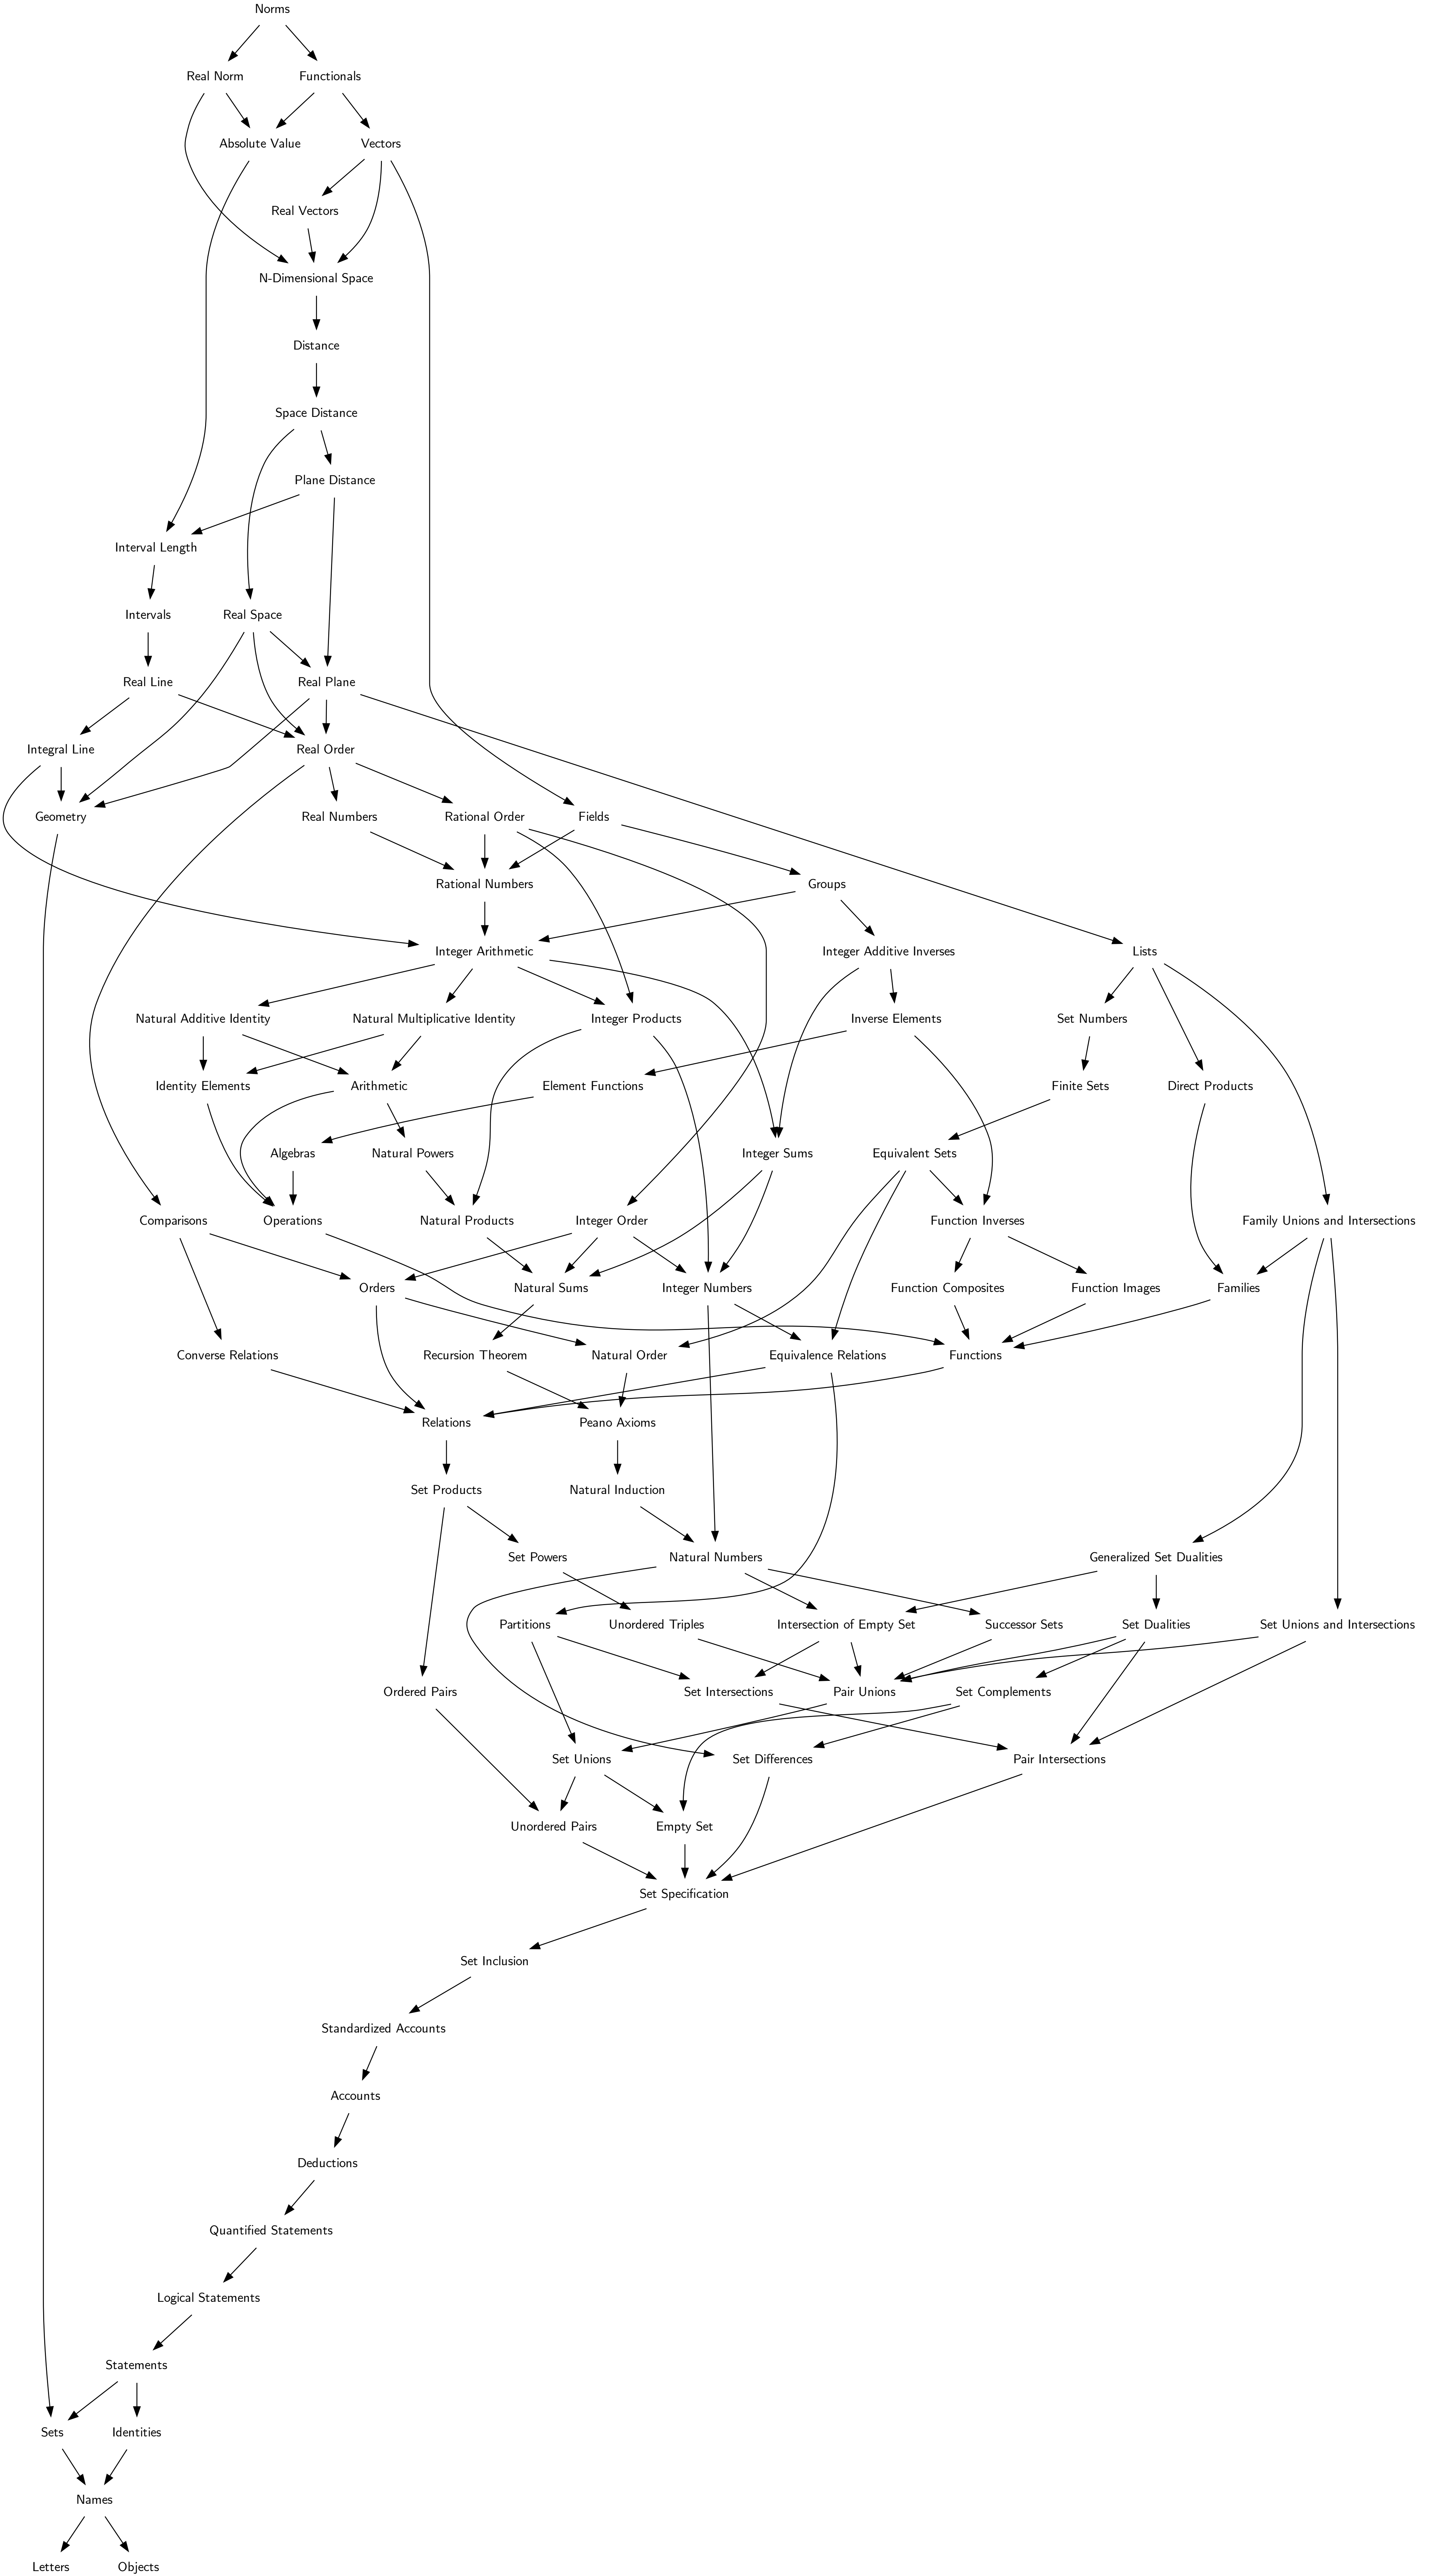 Norms
Real Norm
Functionals
Absolute Value
Vectors
Real Vectors
N-Dimensional Space
Distance
Space Distance
Plane Distance
Interval Length
Intervals
Real Space
Real Line
Real Plane
Integral Line
Real Order
Geometry
Real Numbers
Rational Order
Fields
Rational Numbers
Groups
Integer Arithmetic
Integer Additive Inverses
Lists
Natural Additive Identity
Natural Multiplicative Identity
Integer Products
Inverse Elements
Set Numbers
Identity Elements
Arithmetic
Element Functions
Finite Sets
Direct Products
Algebras
Natural Powers
Integer Sums
Equivalent Sets
Comparisons
Operations
Natural Products
Integer Order
Function Inverses
Family Unions and Intersections
Orders
Natural Sums
Integer Numbers
Function Composites
Function Images
Families
Converse Relations
Recursion Theorem
Natural Order
Equivalence Relations
Functions
Relations
Peano Axioms
Set Products
Natural Induction
Set Powers
Natural Numbers
Generalized Set Dualities
Partitions
Unordered Triples
Intersection of Empty Set
Successor Sets
Set Dualities
Set Unions and Intersections
Ordered Pairs
Set Intersections
Pair Unions
Set Complements
Set Unions
Set Differences
Pair Intersections
Unordered Pairs
Empty Set
Set Specification
Set Inclusion
Standardized Accounts
Accounts
Deductions
Quantified Statements
Logical Statements
Statements
Sets
Identities
Names
Letters
Objects